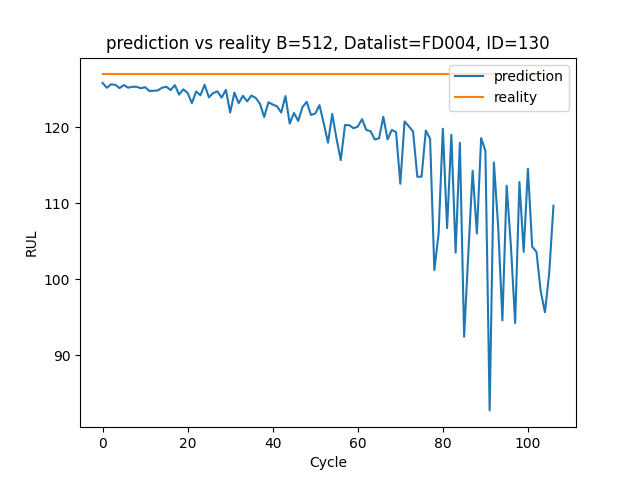 prediction vs reality B=512, Datalist=FD004, ID=130
prediction
reality
RUL
120
110
100
90
0 20 40 60 80 100
Cycle